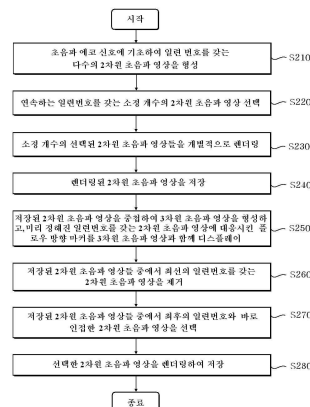 시작
초음파 에코 신호에 기초하여 일련 번호를 갖는
다수의 2차원 초음파 영상을 형성
S210
연속하는 일련번호를 갖는 소정 개수의 2차원 초음파 영상 선택
S220
소정 개수의 선택된 2차원 초음파 영상들을 개별적으로 렌더링
S230
렌더링된 2차원 초음파 영상을 저장
S240
저장된 2차원 초음파 영상을 중첩하여 3차원 초음파 영상을 형성하
고,미리 정해진 일련번호를 갖는 2차원 초음파 영상에 대응시킨 플
로우 방향 마커를 3차원 초음파 영상과 함께 디스플레이
S250
저장된 2차원 초음파 영상들 중에서 최선의 일련번호를 갖는
2차원 초음파 영상을 제거
S260
저장된 2차원 초음파 영상들 중에서 최후의 일련번호와 바로
인접한 2차원 초음파 영상을 선택
S270
선택한 2차원 초음파 영상을 렌더링하여 저장
S280
종료